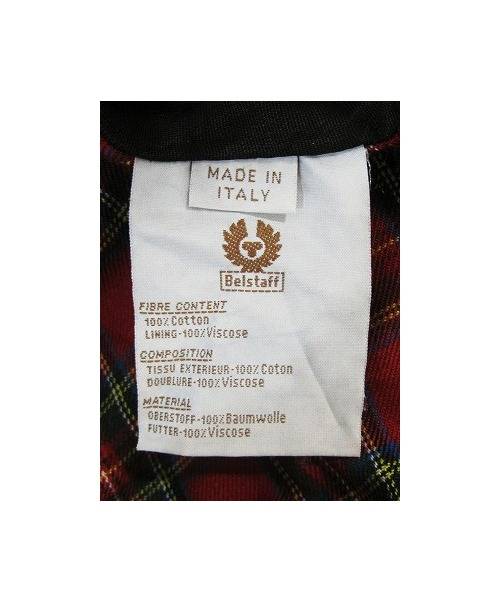 MADE IN
ITALY
Belstaff
FIBRE CONTENT
100% Cotton
LINING-100% Viscose
COMPOSITION
TISSU EXTERIEUR-100% Coton
DOUBLURE-100% Viscose
MATERIAL
OBERSTOFF-100% Baumwolle
FUTTER-100% Viscose